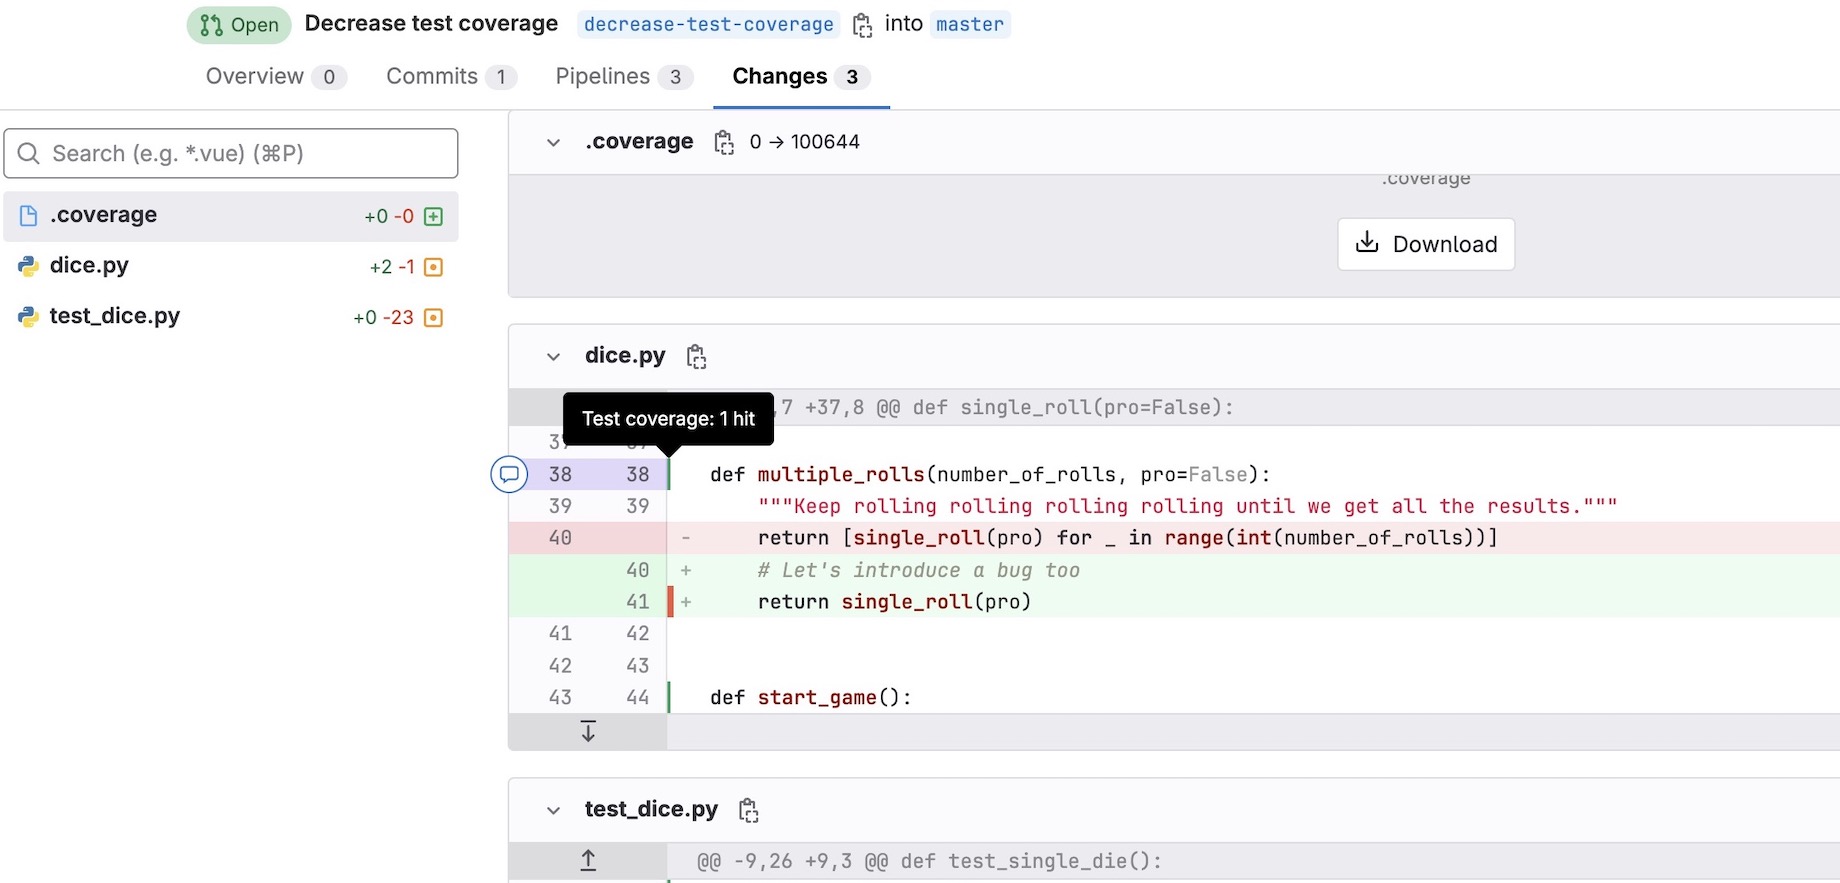 Open Decrease test coverage decrease-test-coverage into master
Overview 0 Commits 1 Pipelines 3 Changes 3
Search (e.g. *.vue) (⌘P)
.coverage +0 -0
dice.py +2 -1
test_dice.py +0 -23
.coverage 0 → 100644
.coverage
Download
dice.py
Test coverage: 1 hit
,7 +37,8 @@ def single_roll(pro=False):
38 38 def multiple_rolls(number_of_rolls, pro=False):
39 39 """Keep rolling rolling rolling rolling until we get all the results."""
40 - return [single_roll(pro) for _ in range(int(number_of_rolls))]
40 + # Let's introduce a bug too
41 + return single_roll(pro)
41 42
42 43
43 44 def start_game():
test_dice.py
@@ -9,26 +9,3 @@ def test_single_die():